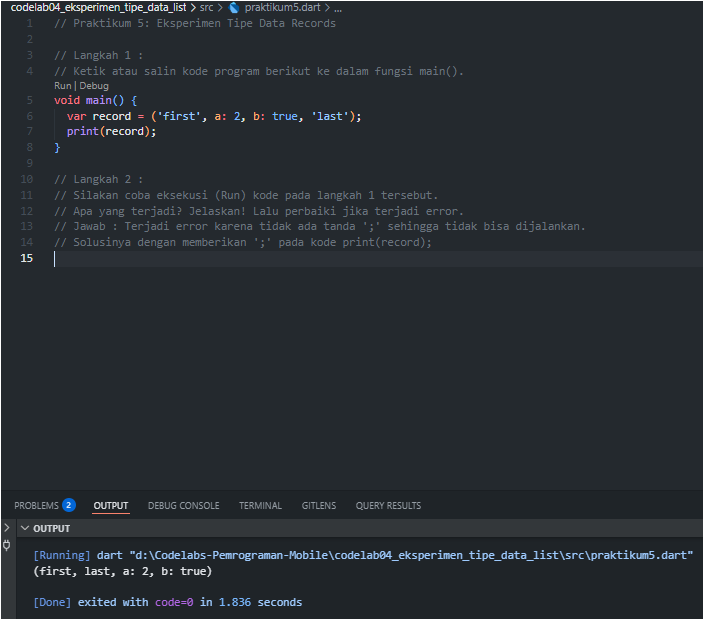 codelab04_eksperimen_tipe_data_list > src > praktikum5.dart > ...
1 // Praktikum 5: Eksperimen Tipe Data Records
2
3 // Langkah 1 :
4 // Ketik atau salin kode program berikut ke dalam fungsi main().
Run | Debug
5 void main() {
6 var record = ('first', a: 2, b: true, 'last');
7 print(record);
8 }
9
10 // Langkah 2 :
11 // Silakan coba eksekusi (Run) kode pada langkah 1 tersebut.
12 // Apa yang terjadi? Jelaskan! Lalu perbaiki jika terjadi error.
13 // Jawab : Terjadi error karena tidak ada tanda ';' sehingga tidak bisa dijalankan.
14 // Solusinya dengan memberikan ';' pada kode print(record);
15
PROBLEMS 2 OUTPUT DEBUG CONSOLE TERMINAL GITLENS QUERY RESULTS
OUTPUT
[Running] dart "d:\Codelabs-Pemrograman-Mobile\codelab04_eksperimen_tipe_data_list\src\praktikum5.dart"
(first, last, a: 2, b: true)
[Done] exited with code=0 in 1.836 seconds